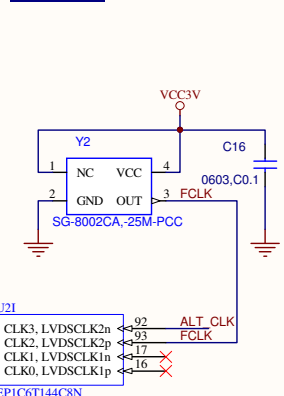 VCC3V
Y2
C16
1 NC VCC 4
0603,C0.1
2 GND OUT 3 FCLK
SG-8002CA,-25M-PCC
U2I
CLK3, LVDSCLK2n 92 ALT_CLK
CLK2, LVDSCLK2p 93 FCLK
CLK1, LVDSCLK1n 17
CLK0, LVDSCLK1p 16
EP1C6T144C8N